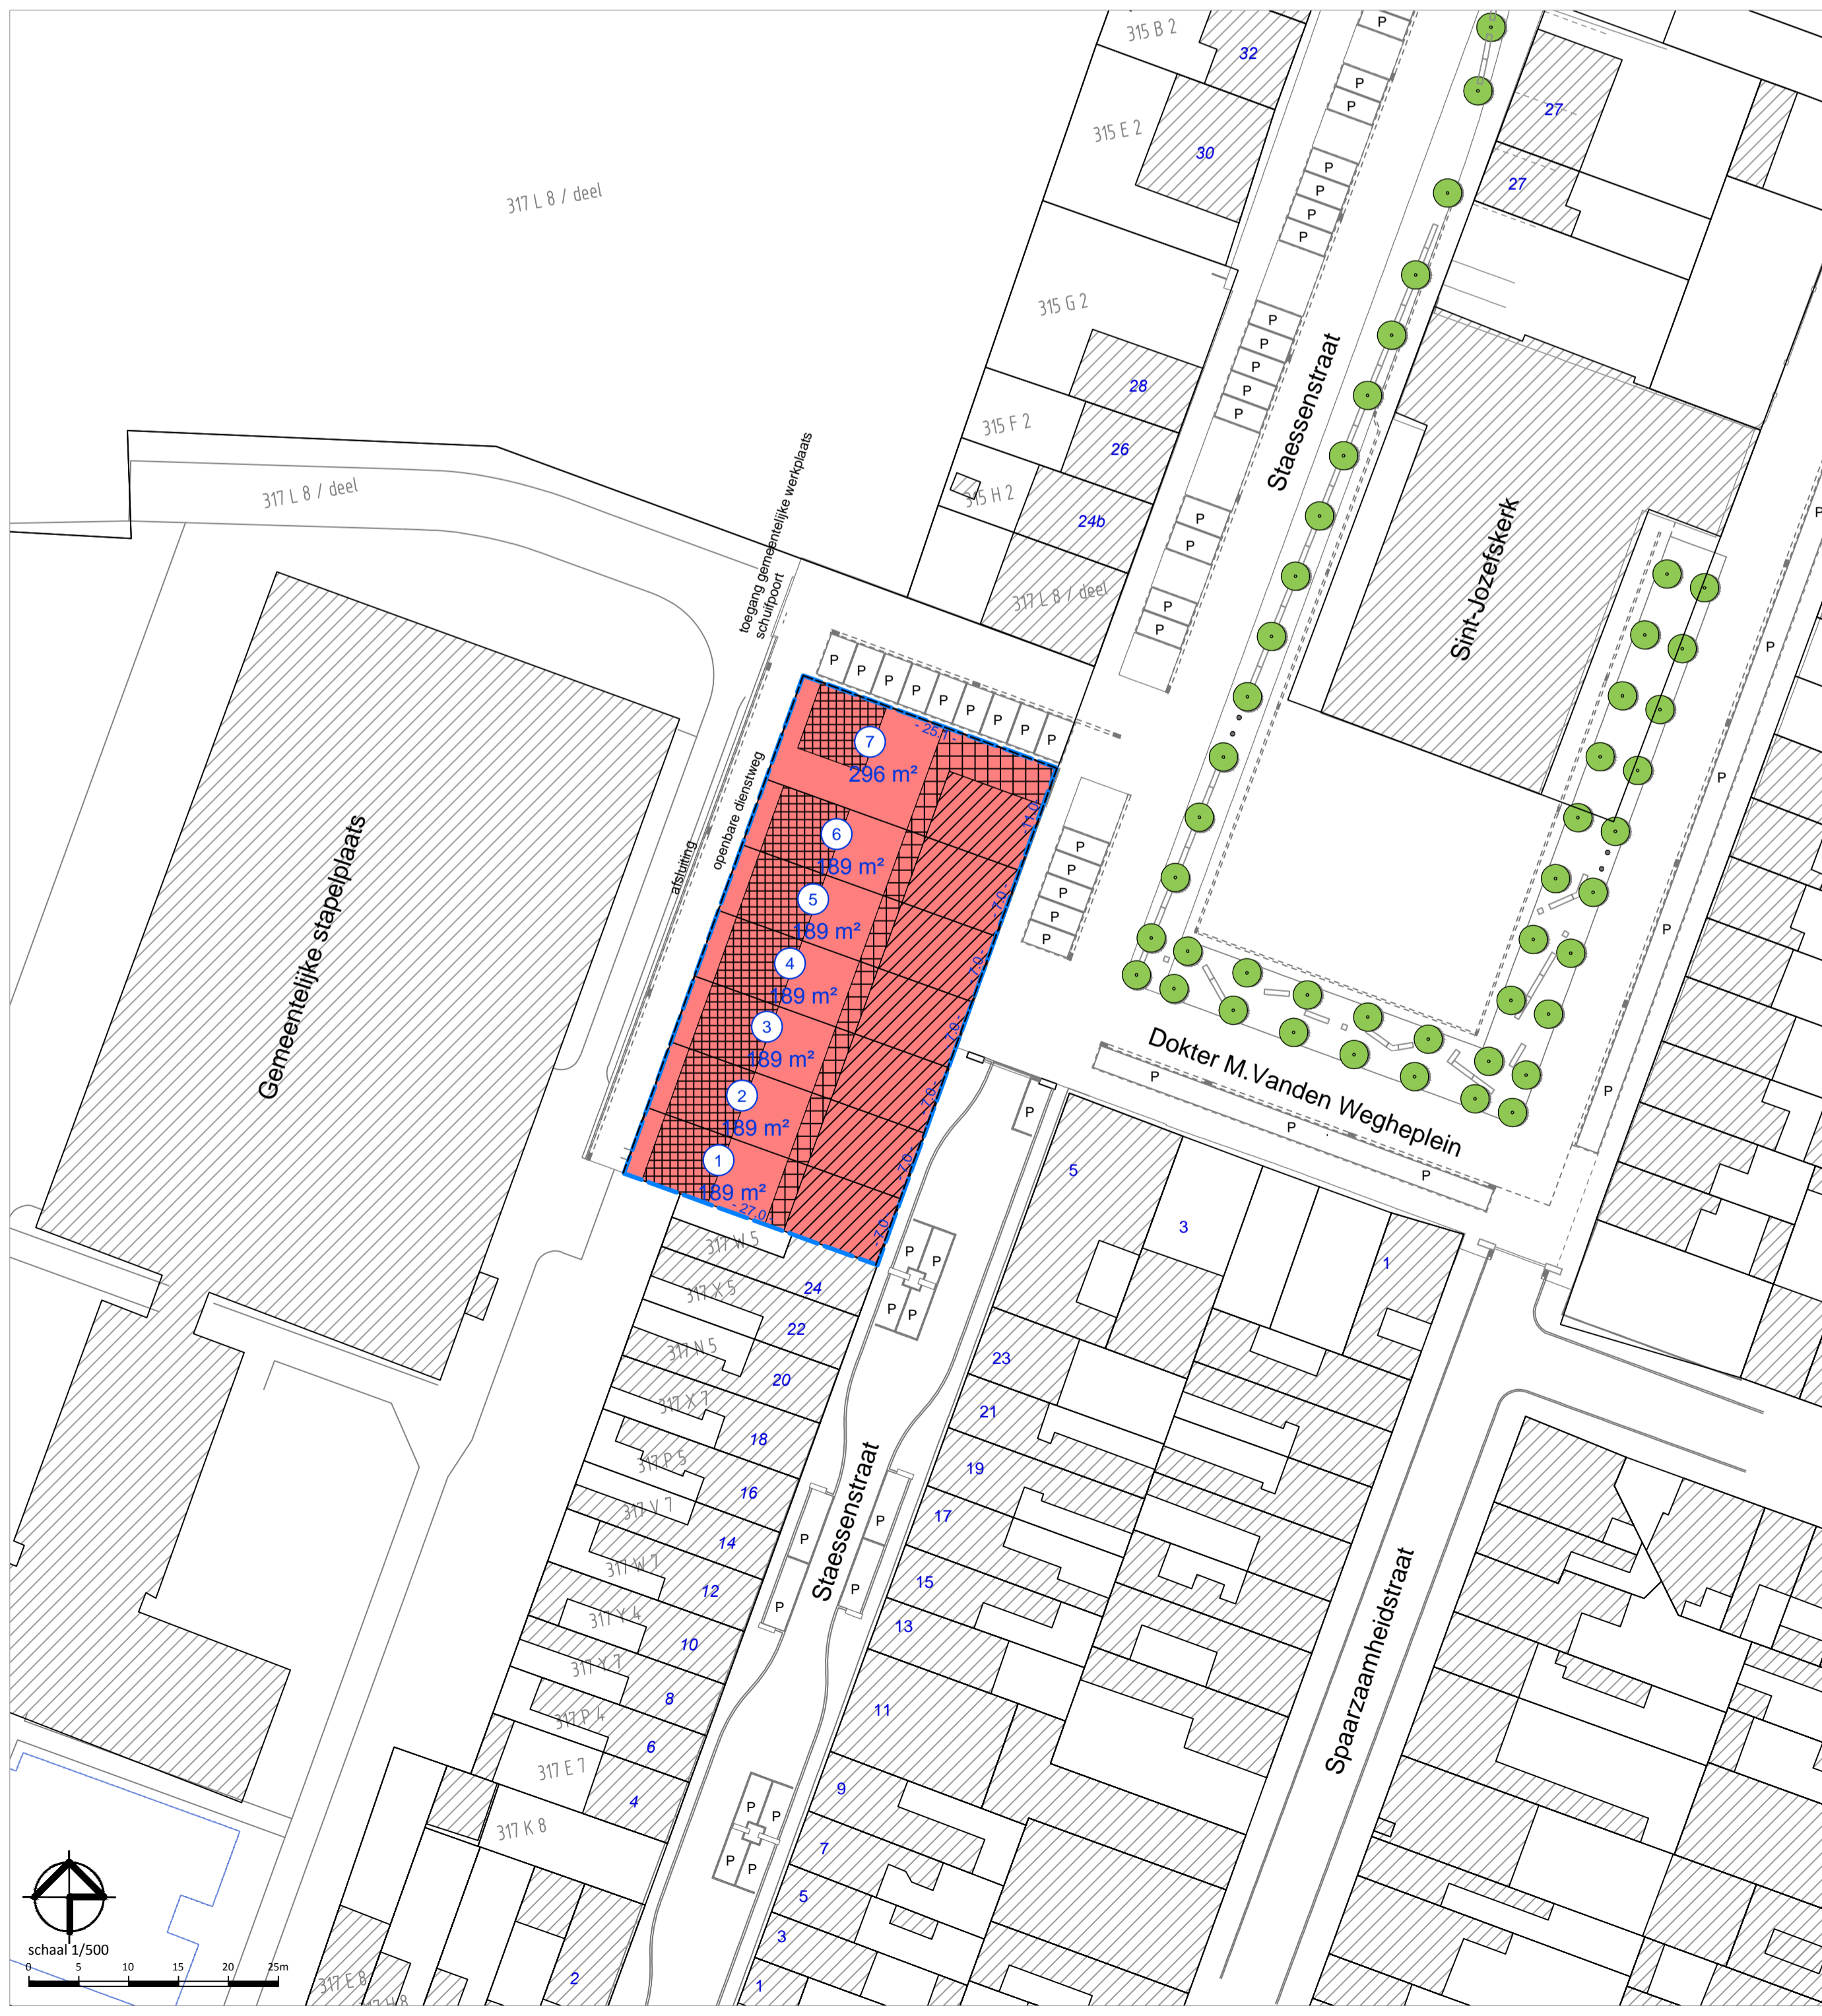 315 B 2
32
P
315 E 2
30
P
P
27
27
317 L 8 / deel
P
P
P
P
315 G 2
28
P
P
P
P
P
Staessenstraat
315 F 2
26
315 H 2
24b
317 L 8 / deel
317 L 8 / deel
P
P
P
P
Sint-Jozefskerk
P
P
P
P
P
toegang gemeentelijke werkplaats
schuifpoort
openbare dienstweg
afsluiting
Gemeentelijke stapelplaats
P
P
P
P
P
P
P
P
P
- 25.1 -
7
296 m²
-11.0-
6
189 m²
- 7.0 -
5
189 m²
- 7.0 -
4
189 m²
- 7.0 -
3
189 m²
- 7.0 -
2
189 m²
- 7.0 -
1
189 m²
- 7.0 -
- 27.0 -
P
P
P
P
P
Dokter M.Vanden Wegheplein
P
P
P
P
5
3
1
P
P
P
P
317 W 5
24
317 X 5
22
317 N 5
20
317 X 7
18
317 P 5
16
317 V 7
14
317 W 7
12
317 Y 4
10
317 Y 7
8
317 P 4
6
317 E 7
4
317 K 8
2
23
21
19
17
15
13
11
9
7
5
3
1
P
P
P
P
Staessenstraat
P
P
P
P
Spaarzaamheidstraat
317 E 8
317 H 8
schaal 1/500
0 5 10 15 20 25m